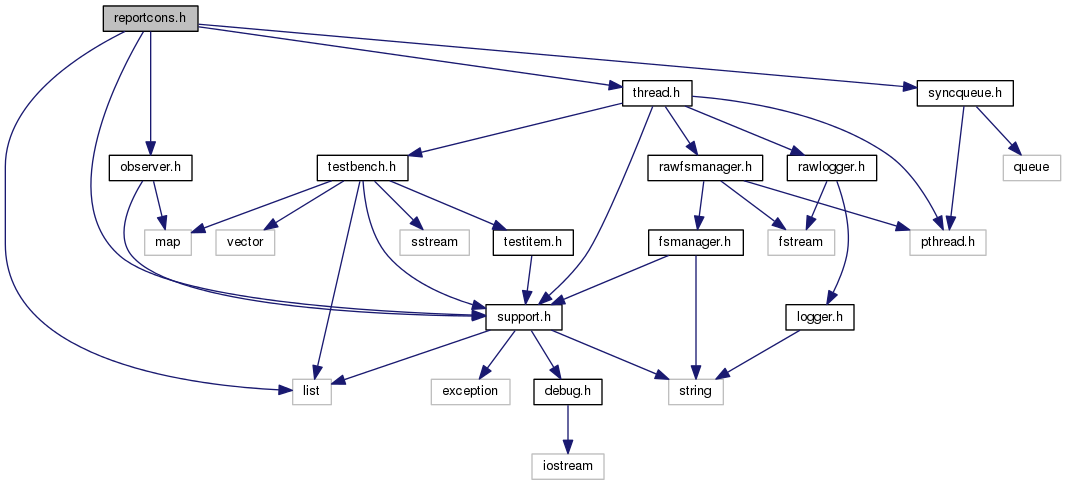 reportcons.h
thread.h
syncqueue.h
observer.h
testbench.h
rawfsmanager.h
rawlogger.h
queue
map
vector
sstream
testitem.h
fsmanager.h
fstream
pthread.h
support.h
logger.h
list
exception
debug.h
string
iostream